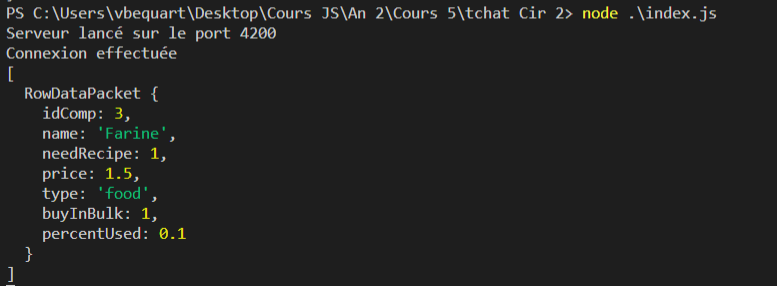 PS C:\Users\vbequart\Desktop\Cours JS\An 2\Cours 5\tchat Cir 2> node .\index.js
Serveur lancé sur le port 4200
Connexion effectuée
[
  RowDataPacket {
    idComp: 3,
    name: 'Farine',
    needRecipe: 1,
    price: 1.5,
    type: 'food',
    buyInBulk: 1,
    percentUsed: 0.1
  }
]